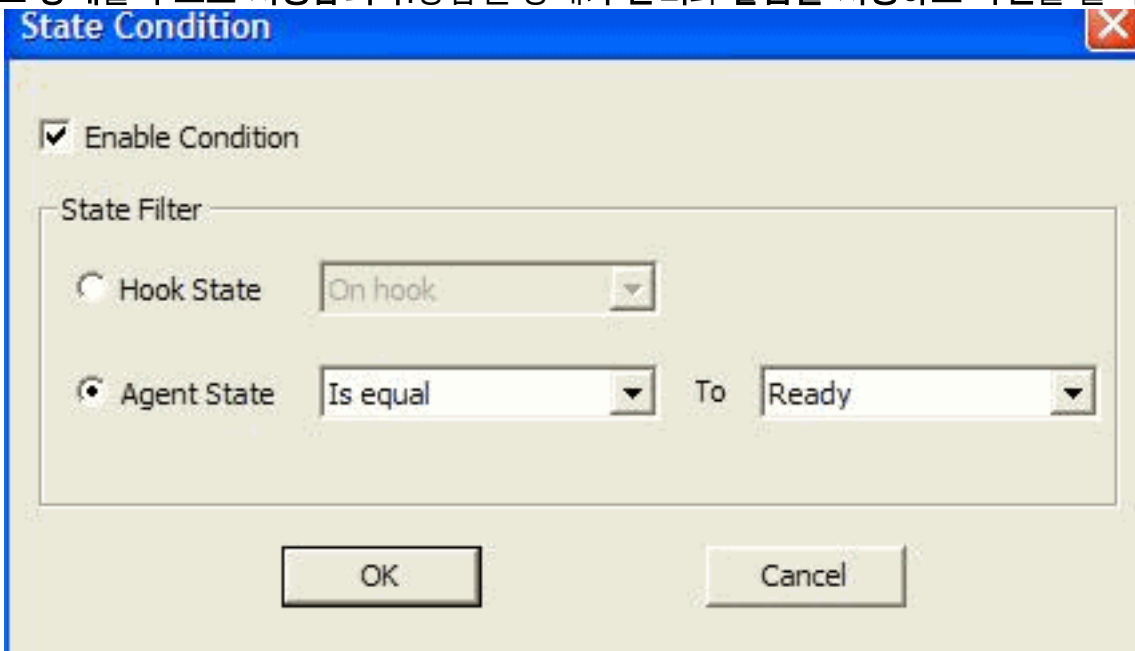 State Condition
Enable Condition
State Filter
Hook State On hook
Agent State Is equal To Ready
OK Cancel